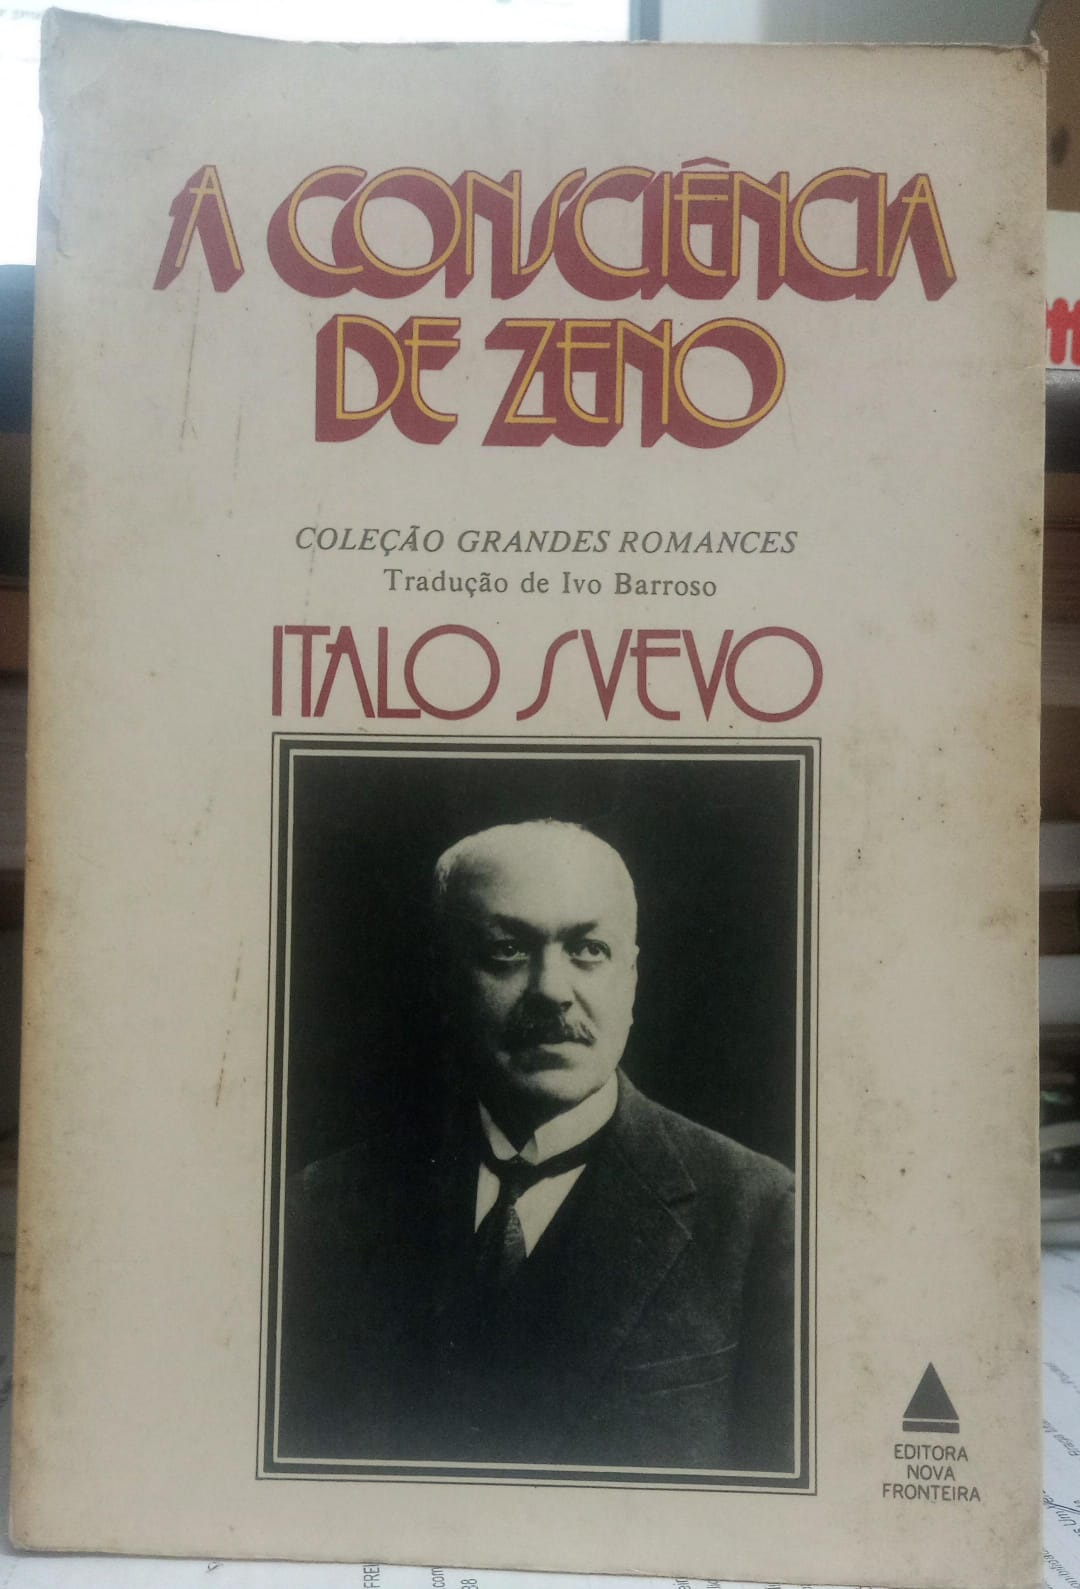 A CONSCIÊNCIA
DE ZENO
COLEÇÃO GRANDES ROMANCES
Tradução de Ivo Barroso
ITALO SVEVO
EDITORA
NOVA
FRONTEIRA